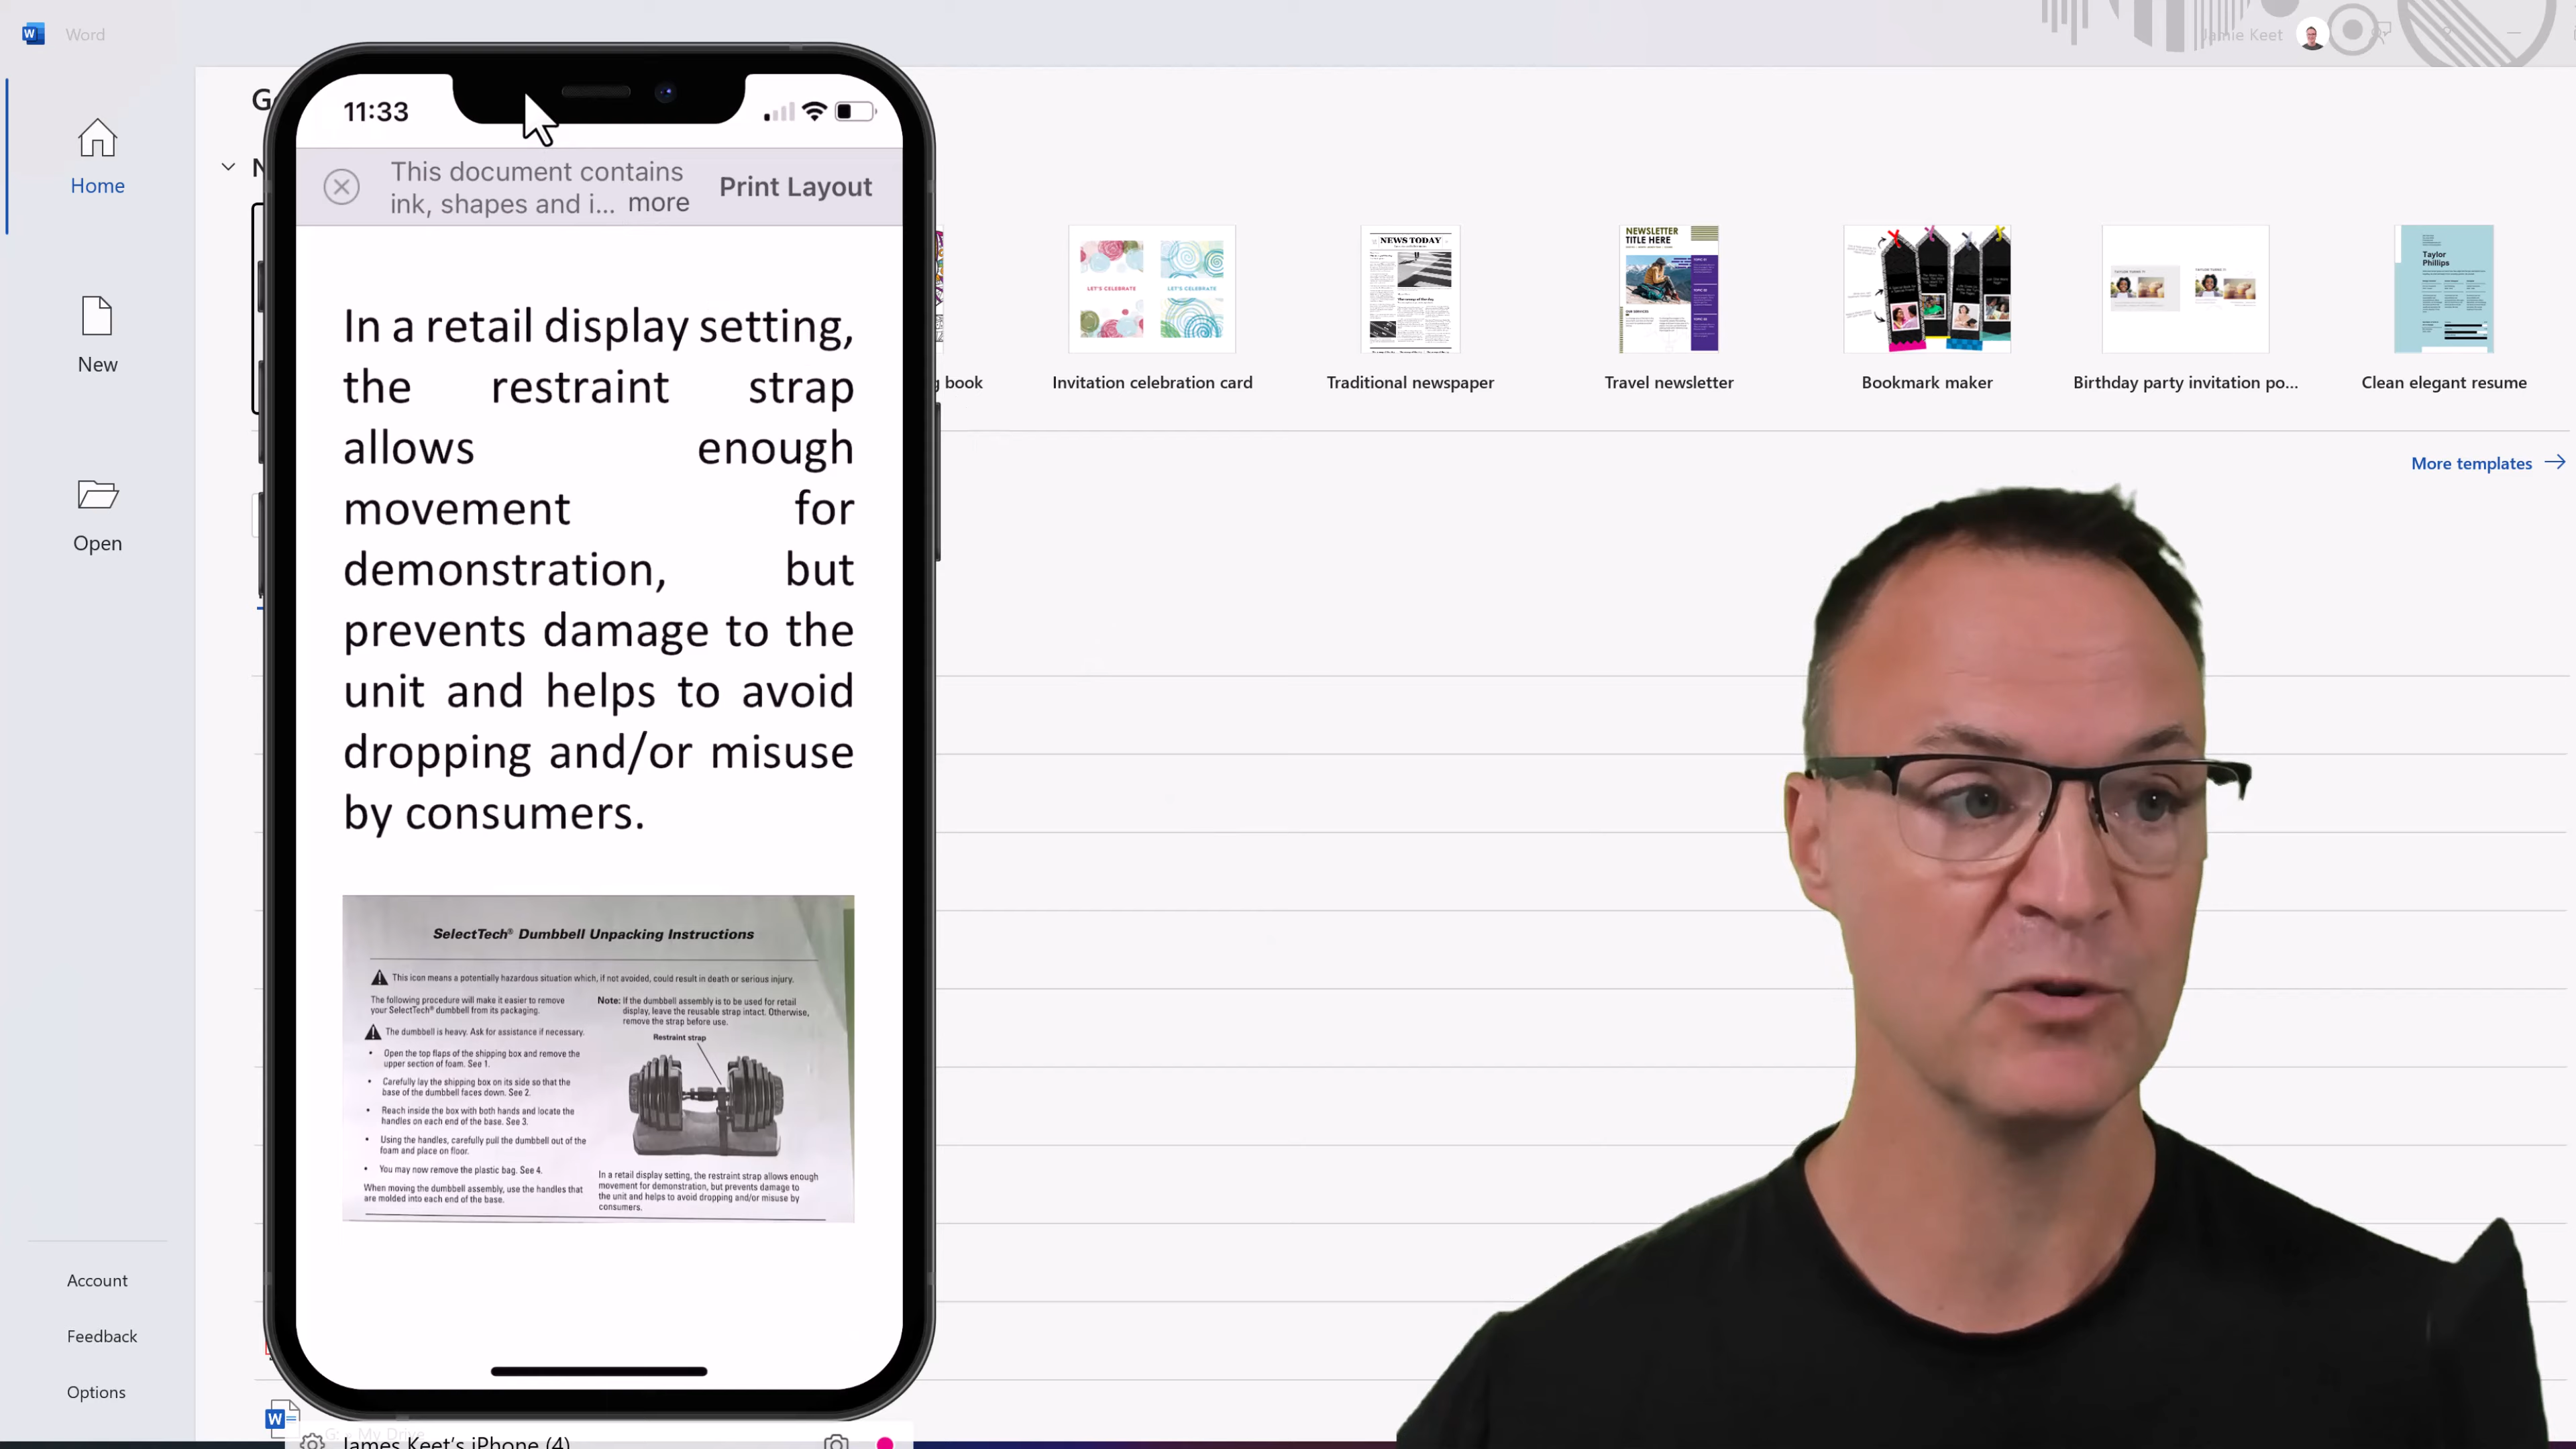 Word
Jamie Keet
Home
New
Open
Account
Feedback
Options
11:33
This document contains
ink, shapes and i... more
Print Layout
In a retail display setting,
the restraint strap
allows enough
movement for
demonstration, but
prevents damage to the
unit and helps to avoid
dropping and/or misuse
by consumers.
SelectTech® Dumbbell Unpacking Instructions
This icon means a potentially hazardous situation which, if not avoided, could result in death or serious injury.
The following procedure will make it easier to remove
your SelectTech® dumbbell from its packaging.
The dumbbell is heavy. Ask for assistance if necessary.
• Open the top flaps of the shipping box and remove the
upper section of foam. See 1.
• Carefully lay the shipping box on its side so that the
base of the dumbbell faces down. See 2.
• Reach inside the box with both hands and locate the
handles on each end of the base. See 3.
• Using the handles, carefully pull the dumbbell out of the
foam and place on floor.
• You may now remove the plastic bag. See 4.
When moving the dumbbell assembly, use the handles that
are molded into each end of the base.
Note: If the dumbbell assembly is to be used for retail
display, leave the reusable strap intact. Otherwise,
remove the strap before use.
Restraint strap
In a retail display setting, the restraint strap allows enough
movement for demonstration, but prevents damage to
the unit and helps to avoid dropping and/or misuse by
consumers.
book
LET'S CELEBRATE
LET'S CELEBRATE
Invitation celebration card
NEWS TODAY
Traditional newspaper
NEWSLETTER
TITLE HERE
Travel newsletter
Bookmark maker
Birthday party invitation po...
Taylor
Phillips
Clean elegant resume
More templates
W
G: - My Drive
James Keet's iPhone (4)